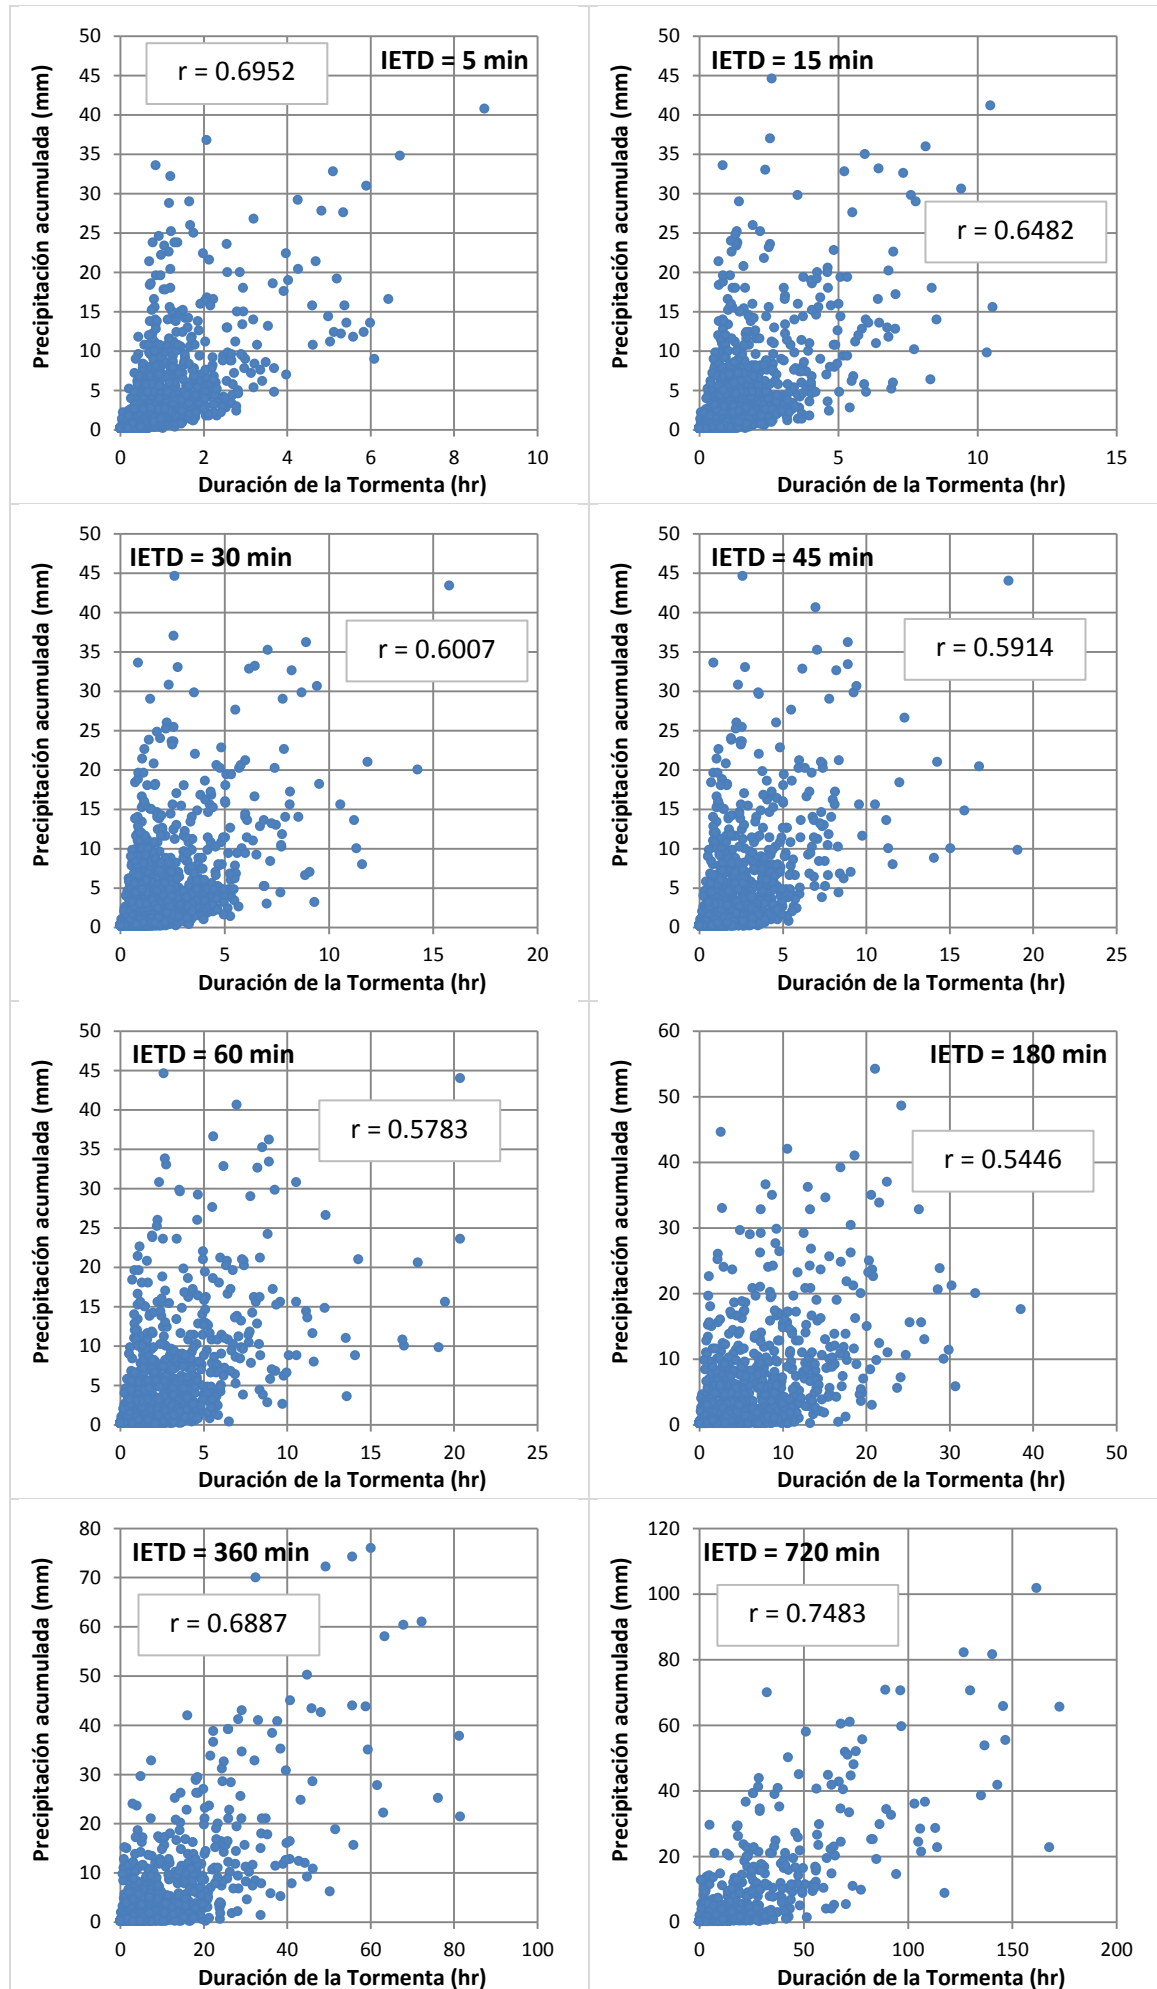 IETD = 5 min
r = 0.6952
Precipitación acumulada (mm)
50
45
40
35
30
25
20
15
10
5
0
0 2 4 6 8 10
Duración de la Tormenta (hr)
IETD = 15 min
r = 0.6482
Precipitación acumulada (mm)
50
45
40
35
30
25
20
15
10
5
0
0 5 10 15
Duración de la Tormenta (hr)
IETD = 30 min
r = 0.6007
Precipitación acumulada (mm)
50
45
40
35
30
25
20
15
10
5
0
0 5 10 15 20
Duración de la Tormenta (hr)
IETD = 45 min
r = 0.5914
Precipitación acumulada (mm)
50
45
40
35
30
25
20
15
10
5
0
0 5 10 15 20 25
Duración de la Tormenta (hr)
IETD = 60 min
r = 0.5783
Precipitación acumulada (mm)
50
45
40
35
30
25
20
15
10
5
0
0 5 10 15 20 25
Duración de la Tormenta (hr)
IETD = 180 min
r = 0.5446
Precipitación acumulada (mm)
60
50
40
30
20
10
0
0 10 20 30 40 50
Duración de la Tormenta (hr)
IETD = 360 min
r = 0.6887
Precipitación acumulada (mm)
80
70
60
50
40
30
20
10
0
0 20 40 60 80 100
Duración de la Tormenta (hr)
IETD = 720 min
r = 0.7483
Precipitación acumulada (mm)
120
100
80
60
40
20
0
0 50 100 150 200
Duración de la Tormenta (hr)